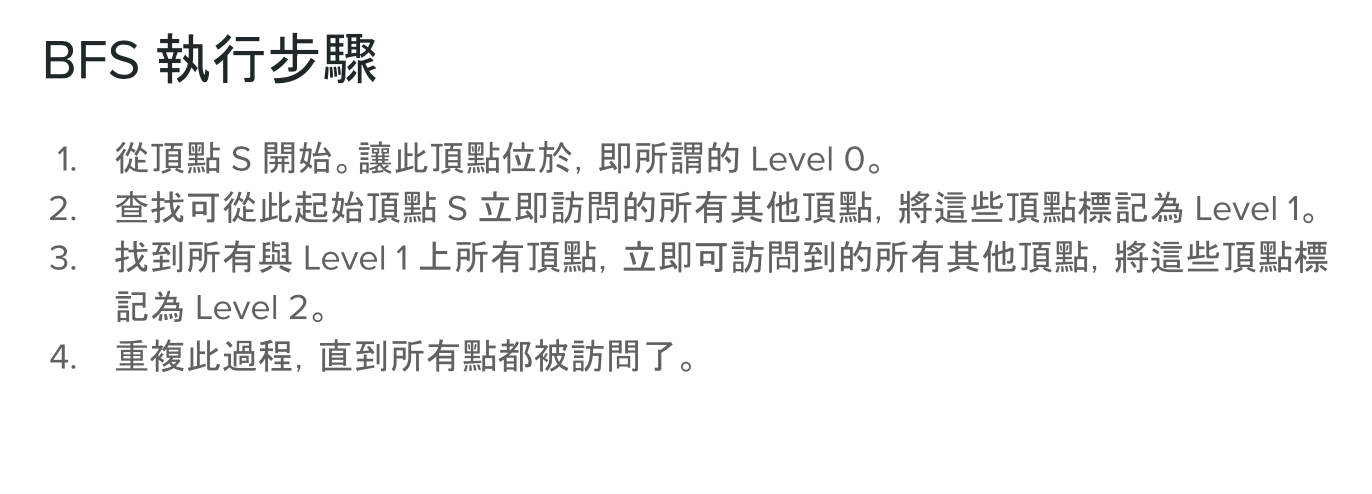 BFS 執行步驟
1. 從頂點 S 開始。讓此頂點位於，即所謂的 Level 0。
2. 查找可從此起始頂點 S 立即訪問的所有其他頂點，將這些頂點標記為 Level 1。
3. 找到所有與 Level 1 上所有頂點，立即可訪問到的所有其他頂點，將這些頂點標
記為 Level 2。
4. 重複此過程，直到所有點都被訪問了。